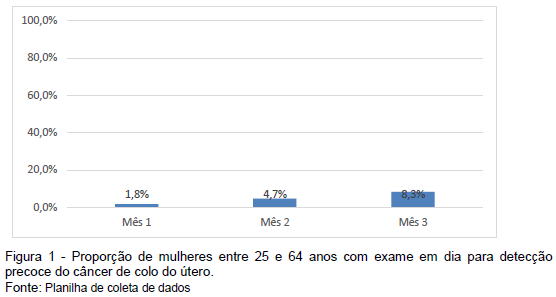 100,0%
80,0%
60,0%
40,0%
20,0%
0,0%
1,8%
4,7%
8,3%
Mês 1
Mês 2
Mês 3
Figura 1 - Proporção de mulheres entre 25 e 64 anos com exame em dia para detecção
precoce do câncer de colo do útero.
Fonte: Planilha de coleta de dados